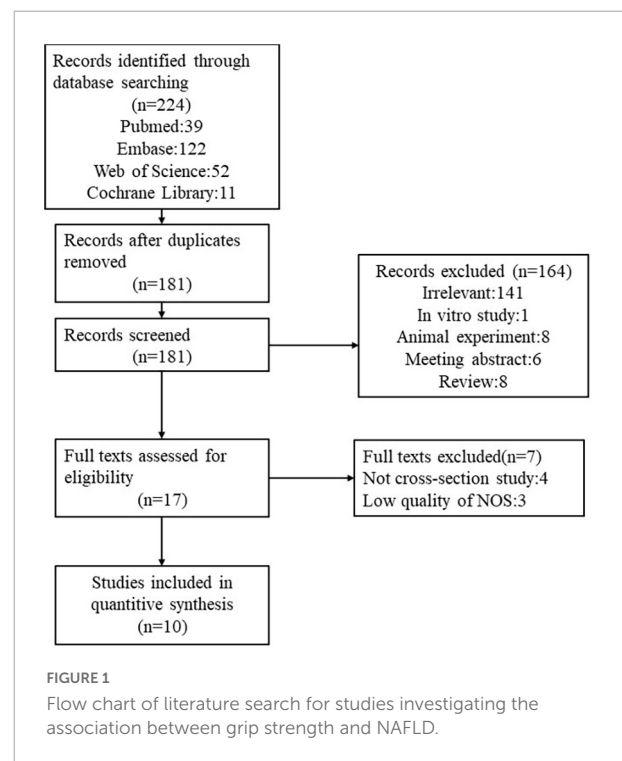 Records identified through
database searching
(n=224)
Pubmed:39
Embase:122
Web of Science:52
Cochrane Library:11
Records after duplicates
removed
(n=181)
Records excluded (n=164)
Irrelevant:141
In vitro study:1
Animal experiment:8
Meeting abstract:6
Review:8
Records screened
(n=181)
Full texts assessed for
eligibility
(n=17)
Full texts excluded(n=7)
Not cross-section study:4
Low quality of NOS:3
Studies included in
quantitive synthesis
(n=10)
FIGURE 1
Flow chart of literature search for studies investigating the
association between grip strength and NAFLD.